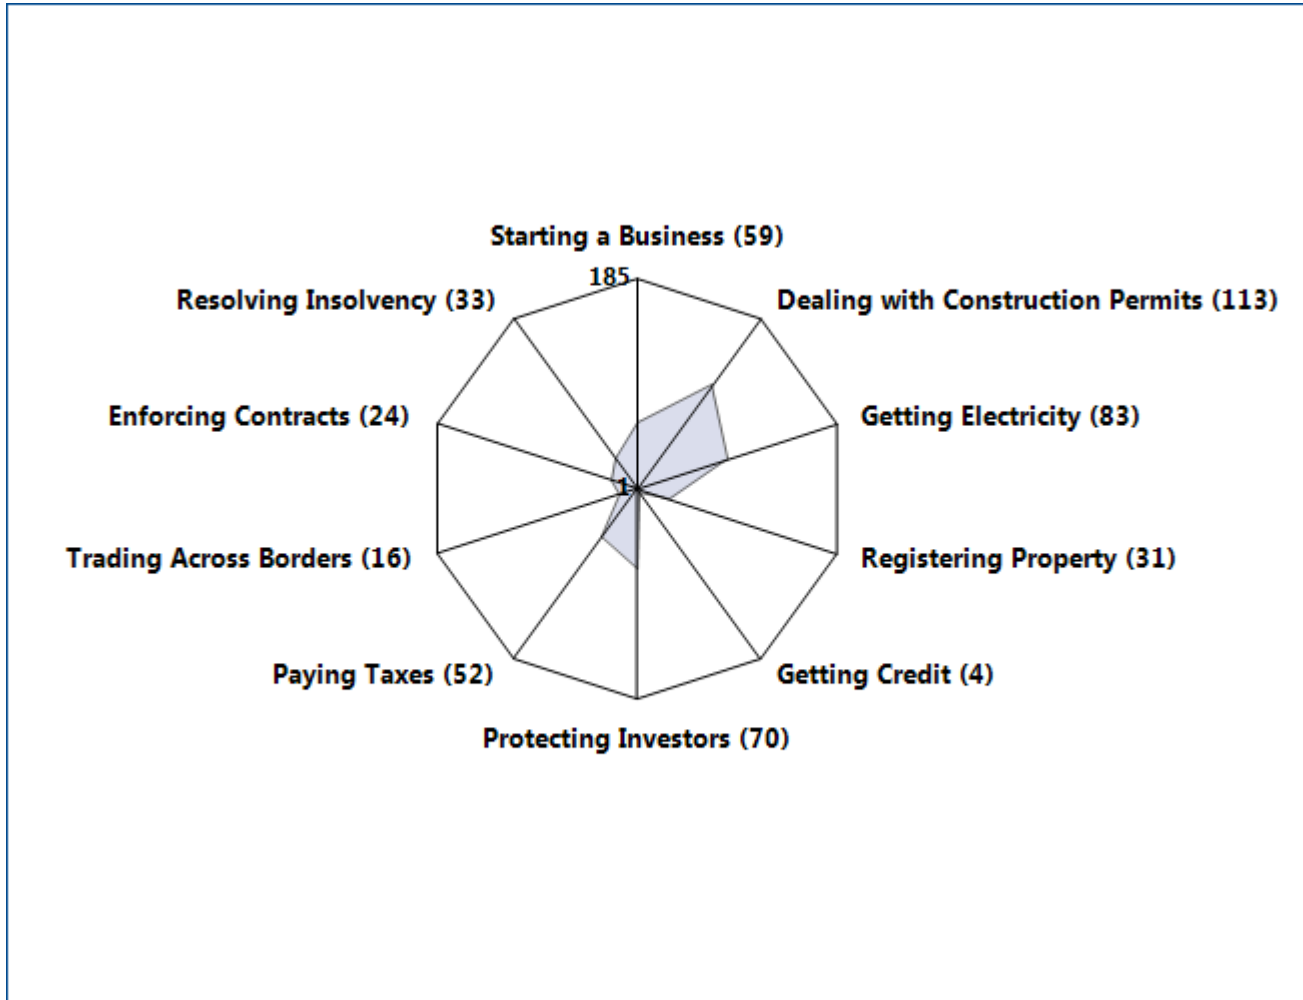 Starting a Business (59)
185
Resolving Insolvency (33)
Dealing with Construction Permits (113)
Enforcing Contracts (24)
Getting Electricity (83)
1
Trading Across Borders (16)
Registering Property (31)
Paying Taxes (52)
Getting Credit (4)
Protecting Investors (70)